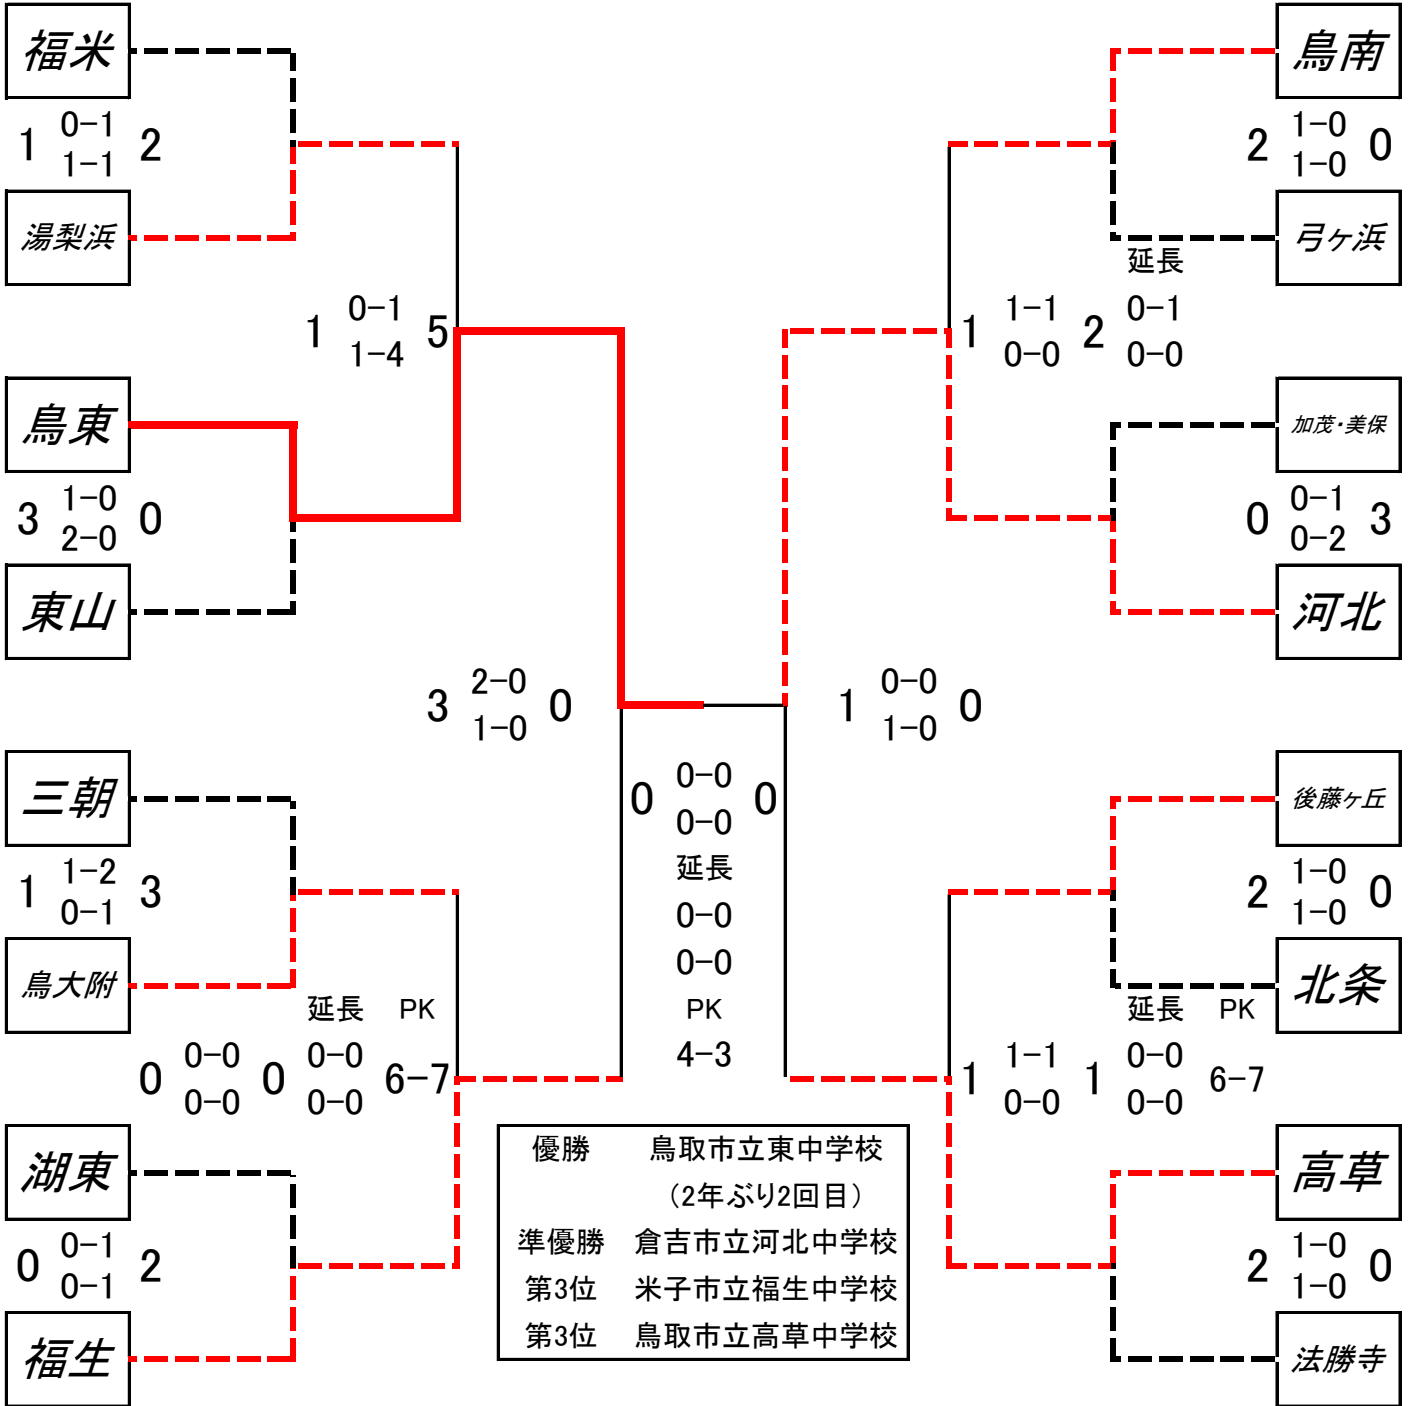 福米
1 0-1 2
1-1
湯梨浜
1 0-1 5
1-4
鳥東
3 1-0 0
2-0
東山
3 2-0 0
1-0
三朝
1 1-2 3
0-1
鳥大附
延長 PK
0 0-0 0 0-0 6-7
0-0 0-0
湖東
0 0-1 2
0-1
福生
0 0-0 0
0-0
延長
0-0
0-0
PK
4-3
優勝 鳥取市立東中学校
（2年ぶり2回目）
準優勝 倉吉市立河北中学校
第3位 米子市立福生中学校
第3位 鳥取市立高草中学校
鳥南
2 1-0 0
1-0
弓ヶ浜
延長
1 1-1 2 0-1
0-0 0-0
加茂・美保
0 0-1 3
0-2
河北
1 0-0 0
1-0
後藤ヶ丘
2 1-0 0
1-0
北条
延長 PK
1 1-1 1 0-0 6-7
0-0 0-0
高草
2 1-0 0
1-0
法勝寺